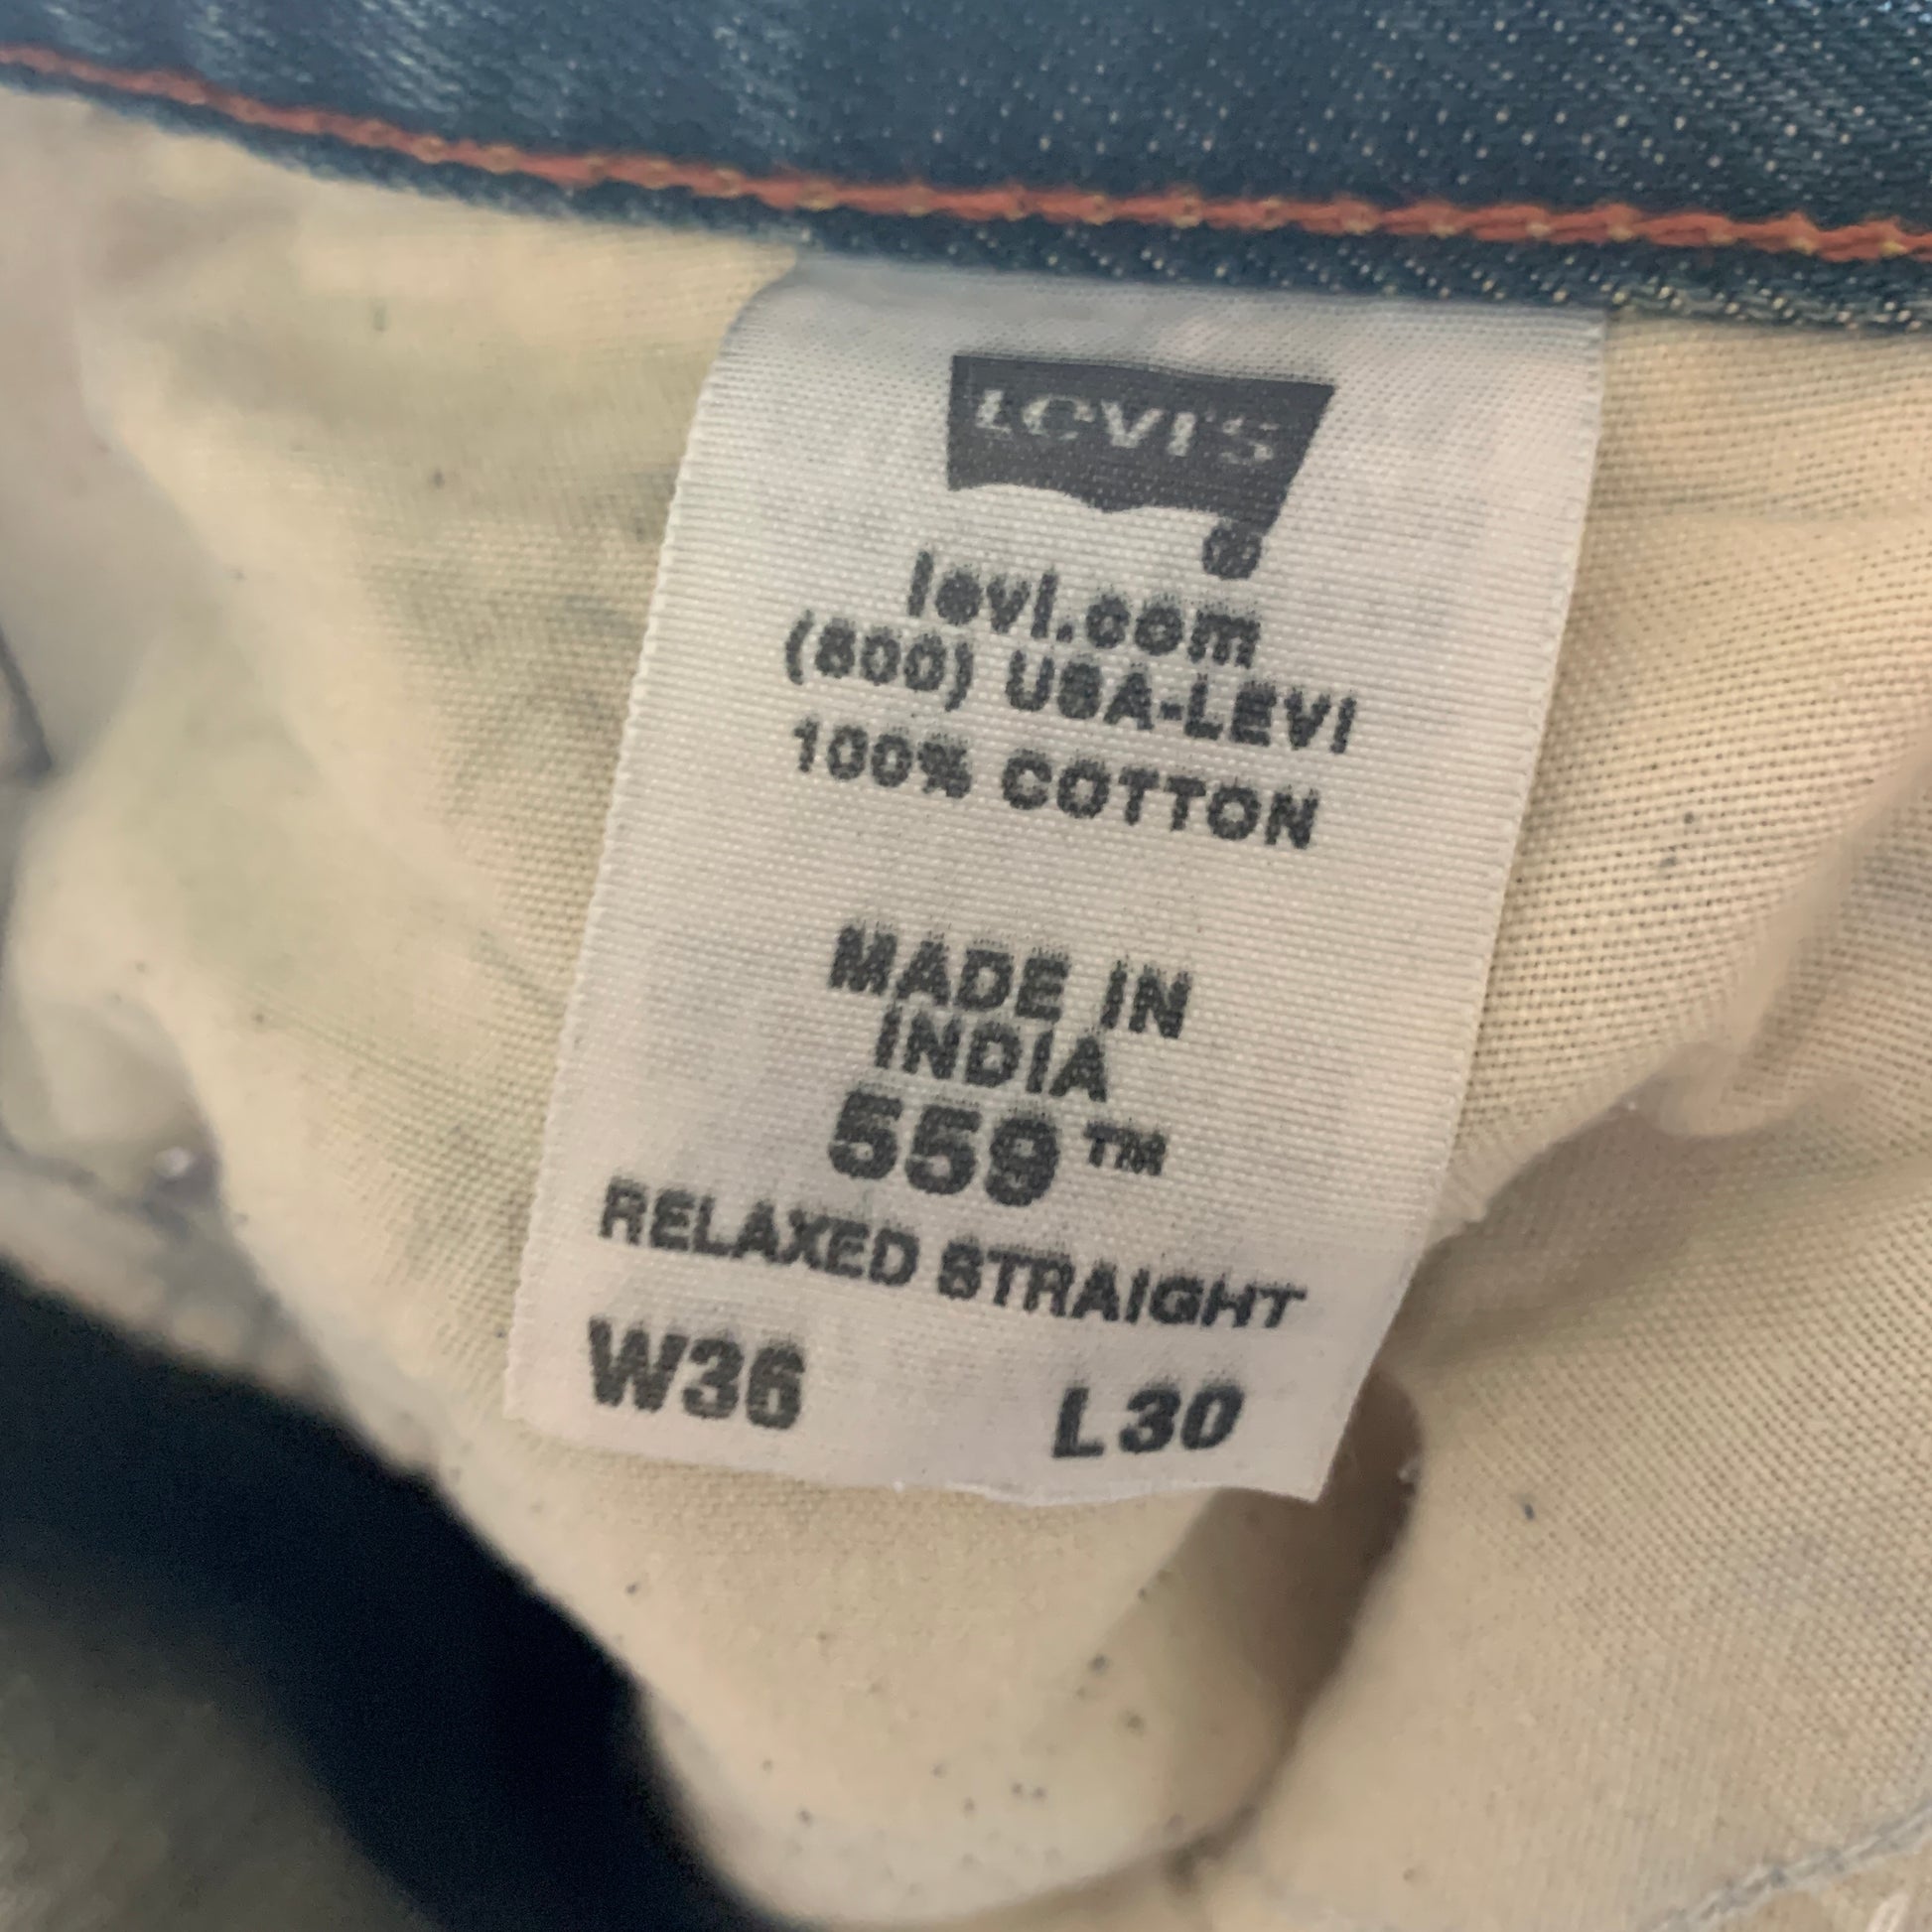 LEVI'S
®
levi.com
(800) USA-LEVI
100% COTTON
MADE IN
INDIA
559™
RELAXED STRAIGHT
W36 L30